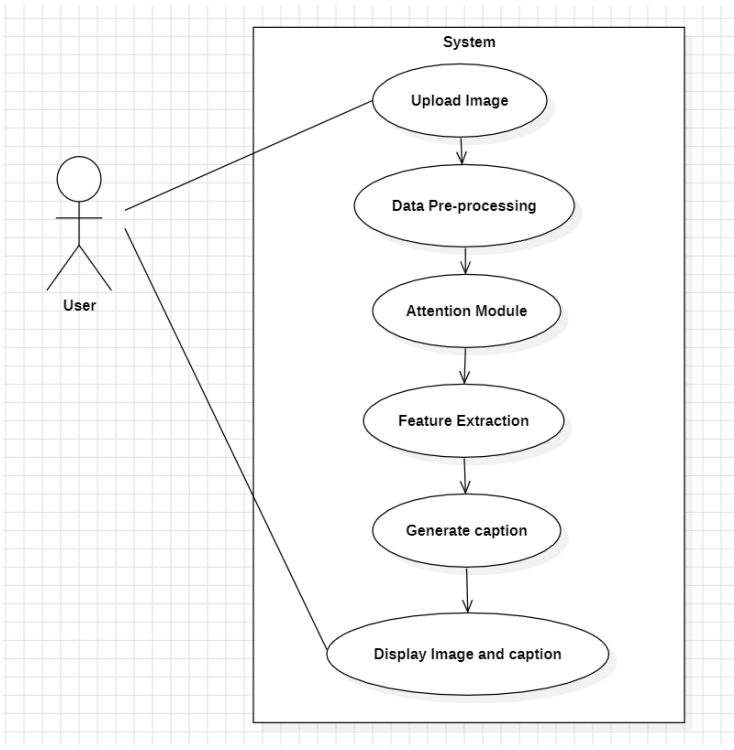 System
Upload Image
Data Pre-processing
Attention Module
User
Feature Extraction
Generate caption
Display Image and caption